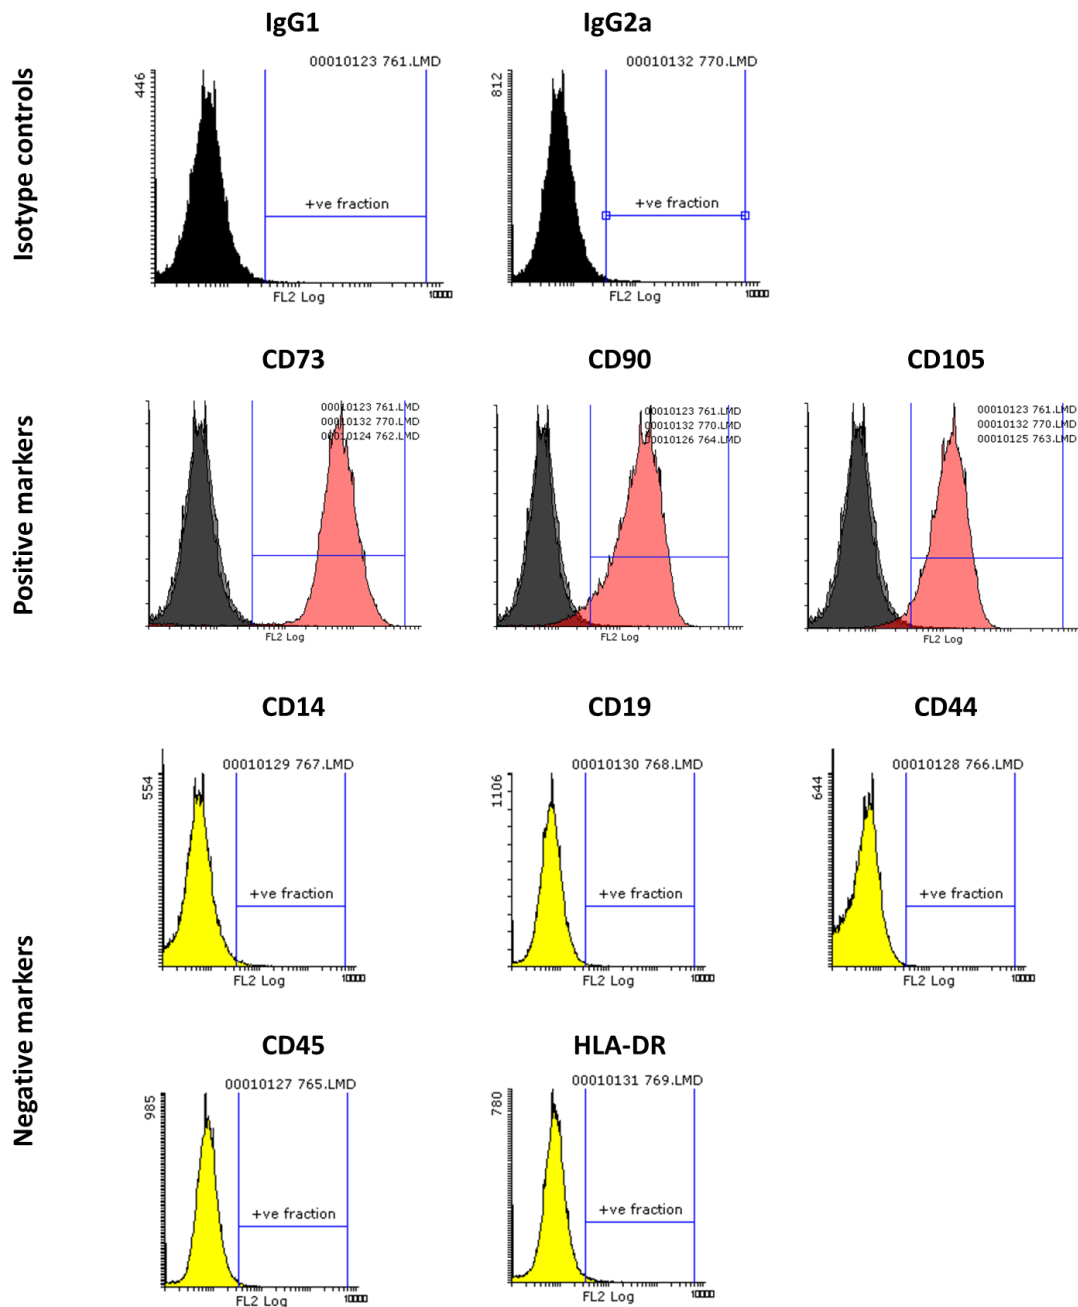 IgG1
IgG2a
Isotype controls
00010123 761.LMD
00010132 770.LMD
446
812
+ve fraction
+ve fraction
FL2 Log
10000
FL2 Log
10000
CD73
CD90
CD105
Positive markers
00010123 761.LMD
00010132 770.LMD
00010124 762.LMD
00010123 761.LMD
00010132 770.LMD
00010126 764.LMD
00010123 761.LMD
00010132 770.LMD
00010125 763.LMD
FL2 Log
FL2 Log
FL2 Log
CD14
CD19
CD44
Negative markers
00010129 767.LMD
00010130 768.LMD
00010128 766.LMD
554
1106
644
+ve fraction
+ve fraction
+ve fraction
FL2 Log
10000
FL2 Log
10000
FL2 Log
10000
CD45
HLA-DR
00010127 765.LMD
00010131 769.LMD
985
780
+ve fraction
+ve fraction
FL2 Log
10000
FL2 Log
10000